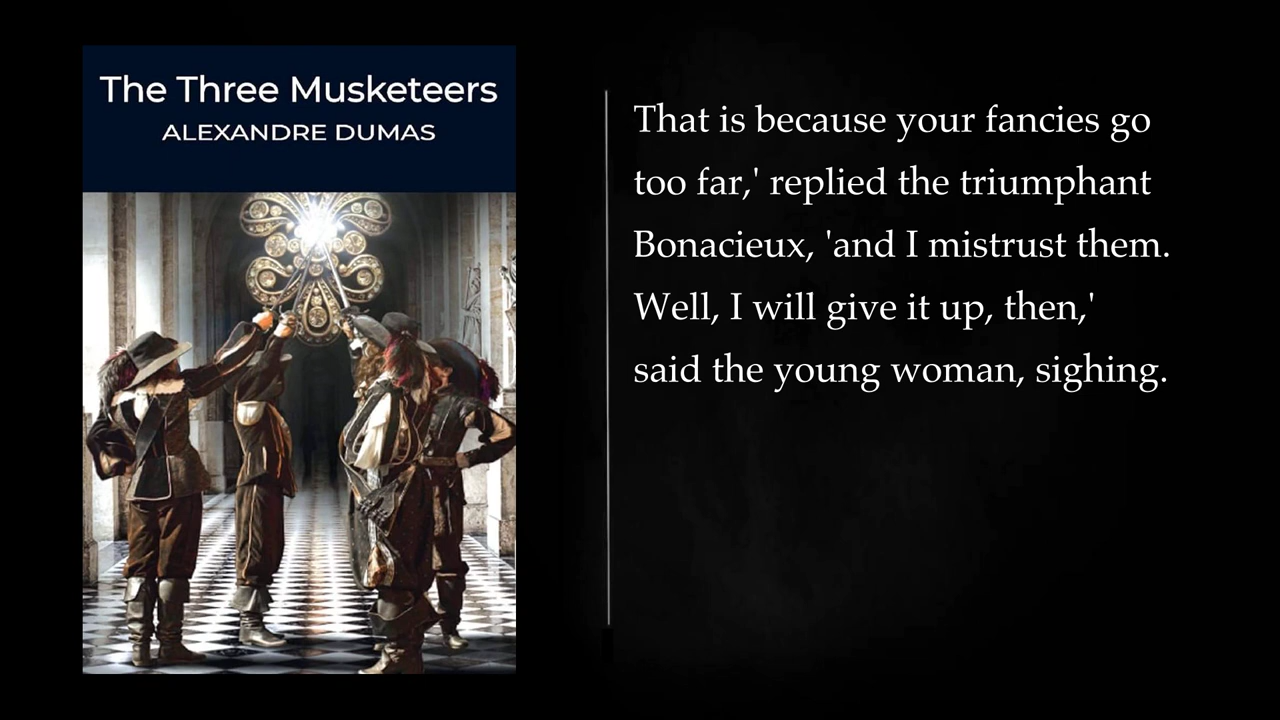 The Three Musketeers
ALEXANDRE DUMAS
That is because your fancies go
too far,' replied the triumphant
Bonacieux, 'and I mistrust them.
Well, I will give it up, then,'
said the young woman, sighing.